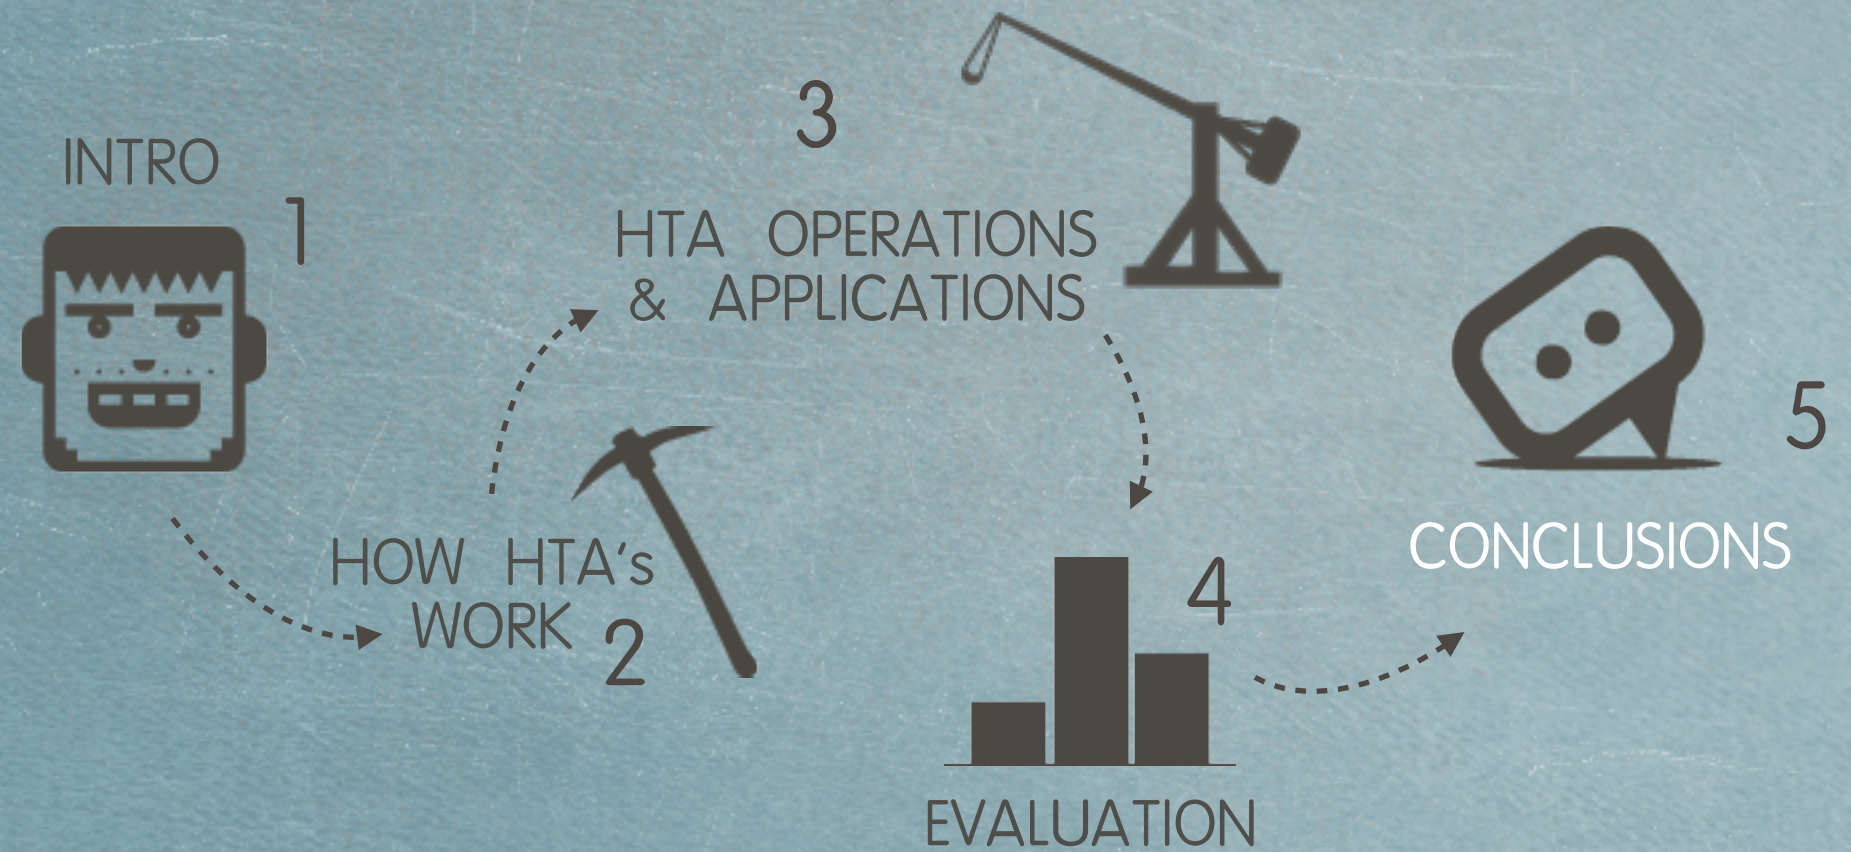 INTRO
1
HOW HTA's
WORK
2
3
HTA OPERATIONS
& APPLICATIONS
4
EVALUATION
5
CONCLUSIONS